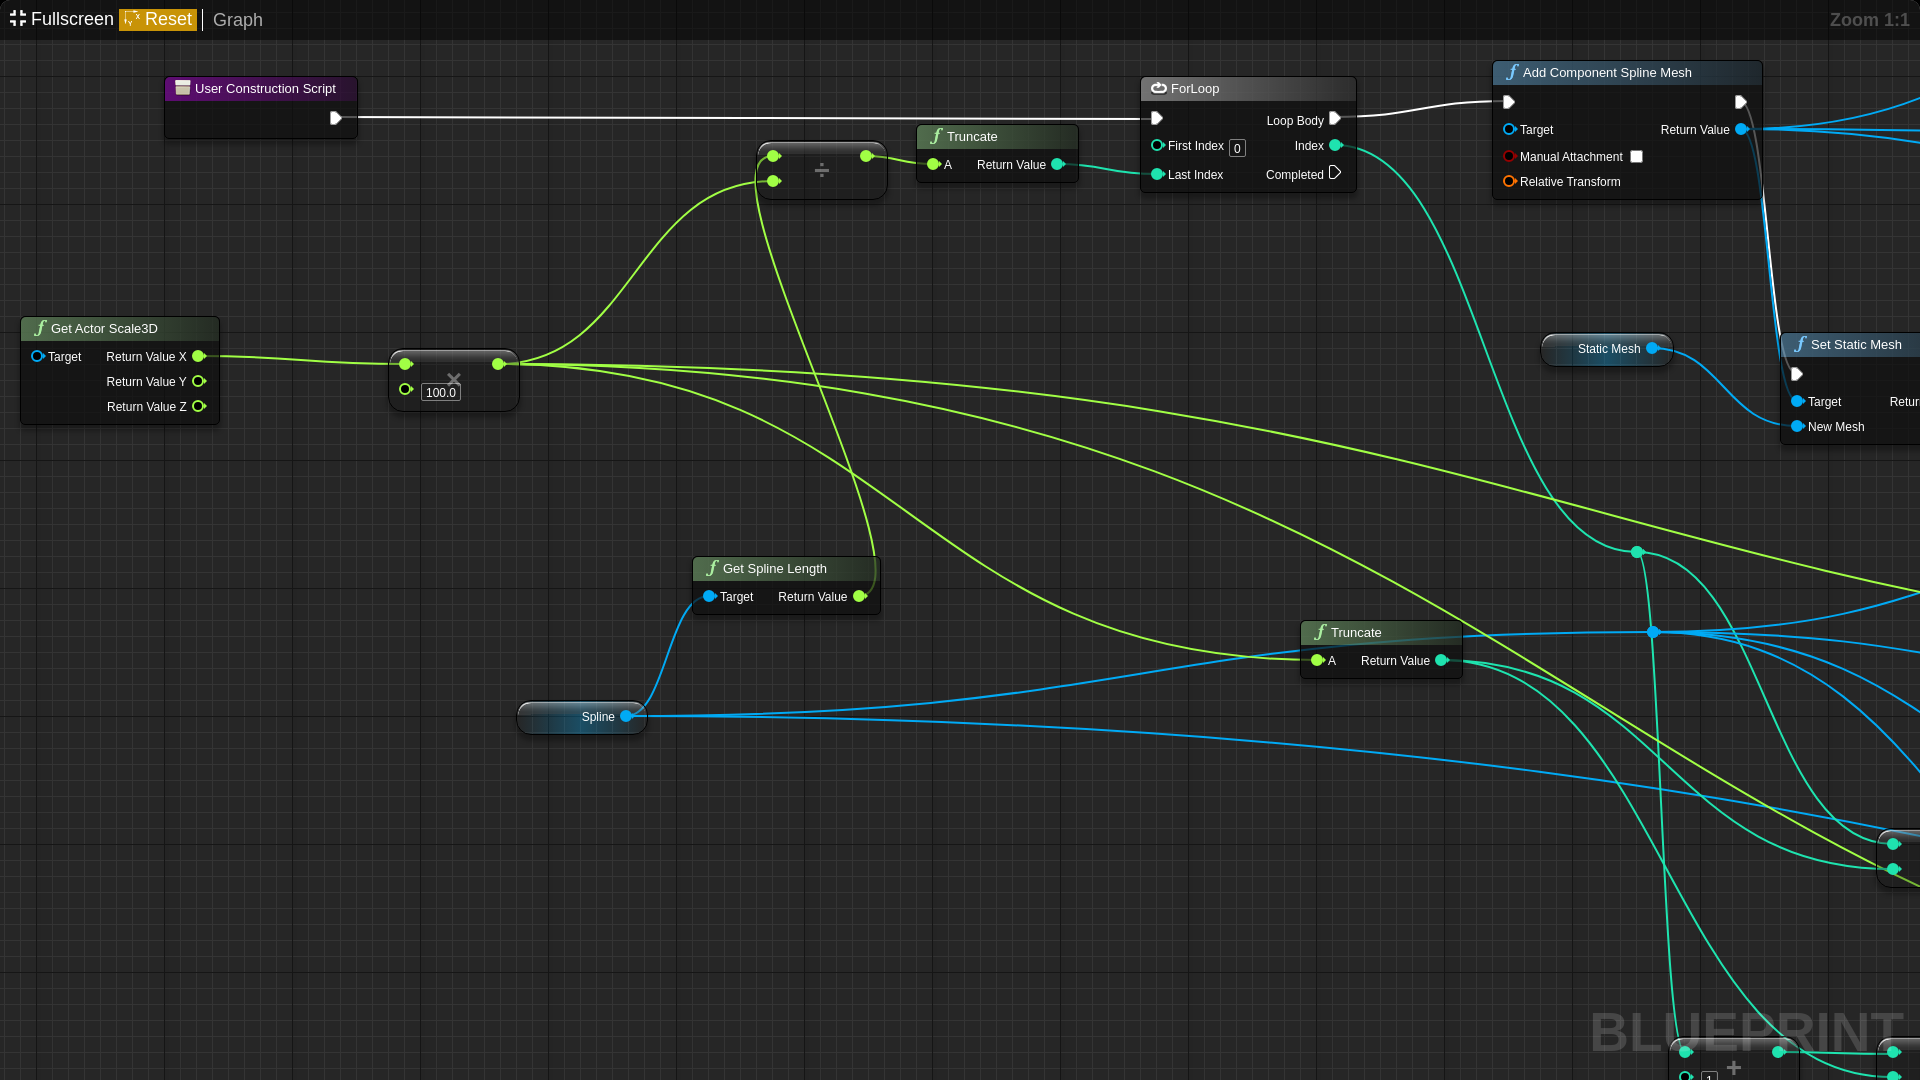 Fullscreen Reset Graph
Zoom 1:1
User Construction Script
÷
Truncate
A Return Value
ForLoop
Loop Body
First Index 0 Index
Last Index Completed
Add Component Spline Mesh
Target Return Value
Manual Attachment
Relative Transform
Get Actor Scale3D
Target Return Value X
Return Value Y
Return Value Z
×
100.0
Static Mesh
Set Static Mesh
Target Retur
New Mesh
Get Spline Length
Target Return Value
Truncate
A Return Value
Spline
BLUEPRINT
+
1